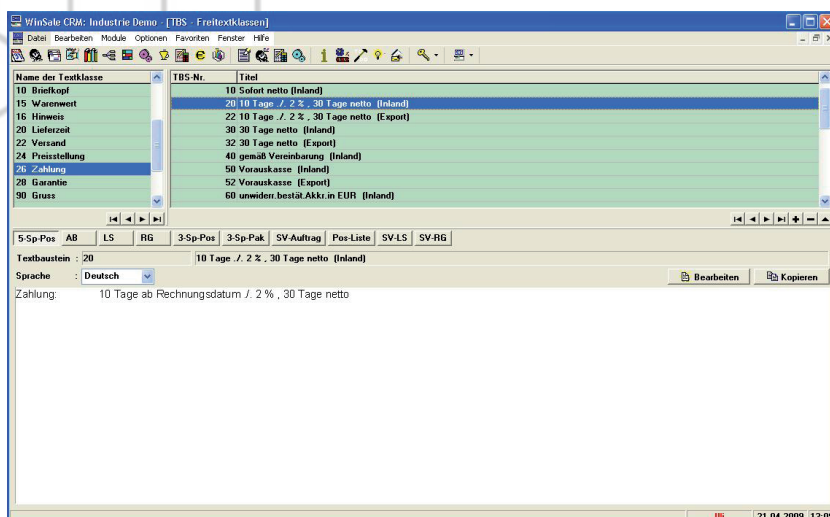 WinSale CRM: Industrie Demo - [TBS - Freitextklassen]
Datei Bearbeiten Module Optionen Favoriten Fenster Hilfe
Name der Textklasse TBS-Nr. Titel
10 Briefkopf 10 Sofort netto (Inland)
15 Warenwert 20 10 Tage ./. 2 % , 30 Tage netto (Inland)
16 Hinweis 22 10 Tage ./. 2 % , 30 Tage netto (Export)
20 Lieferzeit 30 30 Tage netto (Inland)
22 Versand 32 30 Tage netto (Export)
24 Preisstellung 40 gemäß Vereinbarung (Inland)
26 Zahlung 50 Vorauskasse (Inland)
28 Garantie 52 Vorauskasse (Export)
90 Gruss 60 unwiderr.bestät.Akkr.in EUR (Inland)
5-Sp-Pos AB LS RG 3-Sp-Pos 3-Sp-Pak SV-Auftrag Pos-Liste SV-LS SV-RG
Textbaustein : 20 10 Tage ./. 2 % , 30 Tage netto (Inland)
Sprache : Deutsch Bearbeiten Kopieren
Zahlung: 10 Tage ab Rechnungsdatum ./. 2 % , 30 Tage netto
21.04.2009